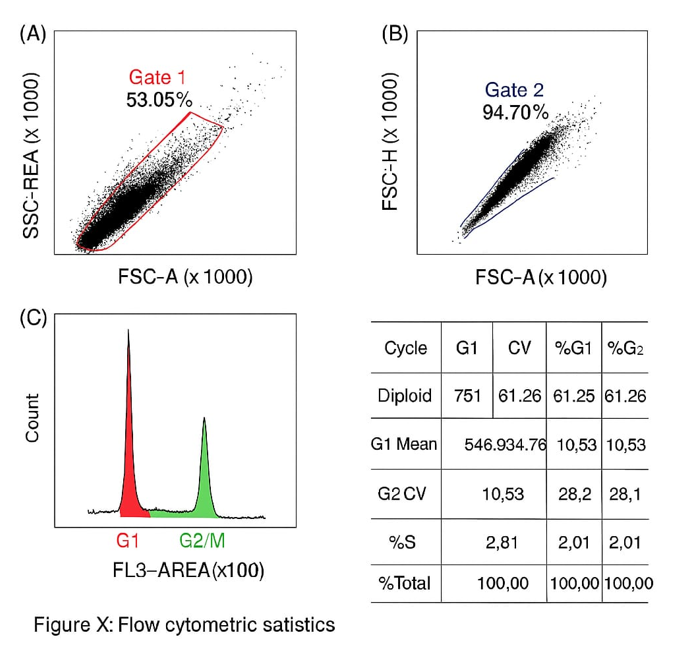 (A)
Gate 1
53.05%
SSC-REA (x 1000)
FSC-A (x 1000)
(B)
Gate 2
94.70%
FSC-H (x 1000)
FSC-A (x 1000)
(C)
Count
G1 G2/M
FL3-AREA (x100)
Cycle G1 CV %G1 %G₂
Diploid 751 61.26 61.25 61.26
G1 Mean 546.934.76 10,53 10,53
G2 CV 10,53 28,2 28,1
%S 2,81 2,01 2,01
%Total 100,00 100,00 100,00
Figure X: Flow cytometric satistics